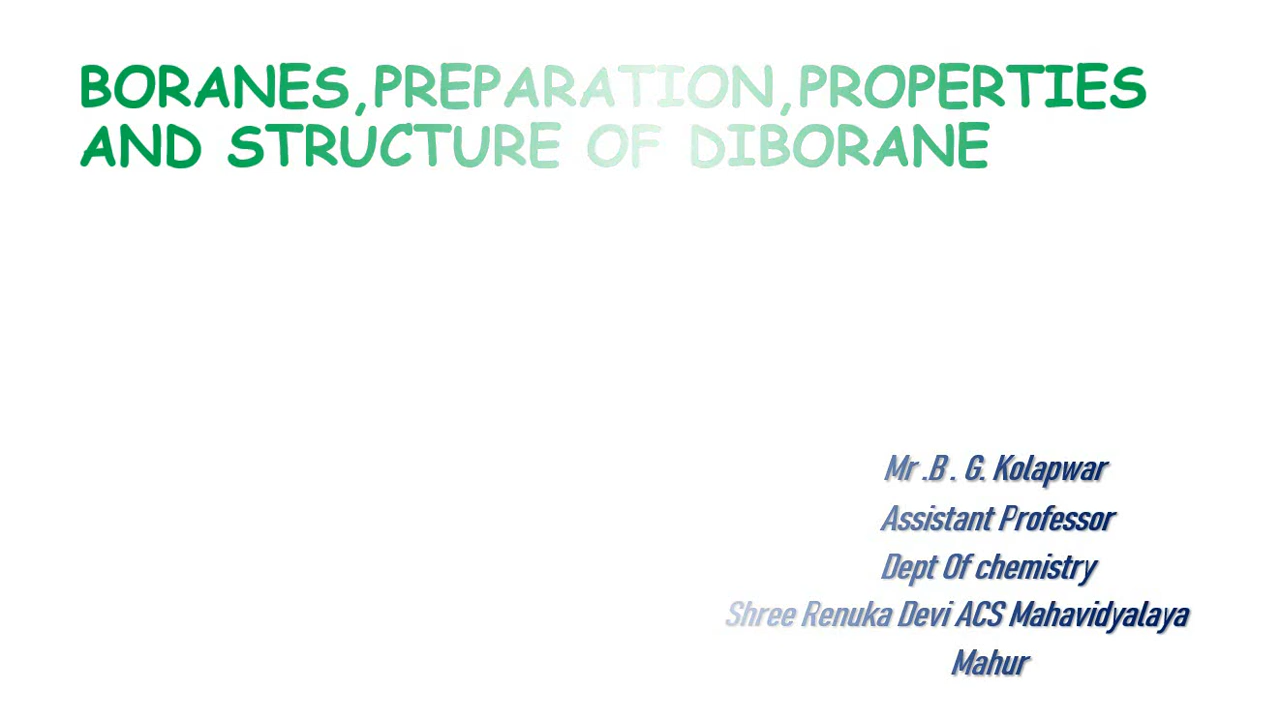 BORANES,PREPARATION,PROPERTIES
AND STRUCTURE OF DIBORANE
Mr .B . G. Kolapwar
Assistant Professor
Dept Of chemistry
Shree Renuka Devi ACS Mahavidyalaya
Mahur